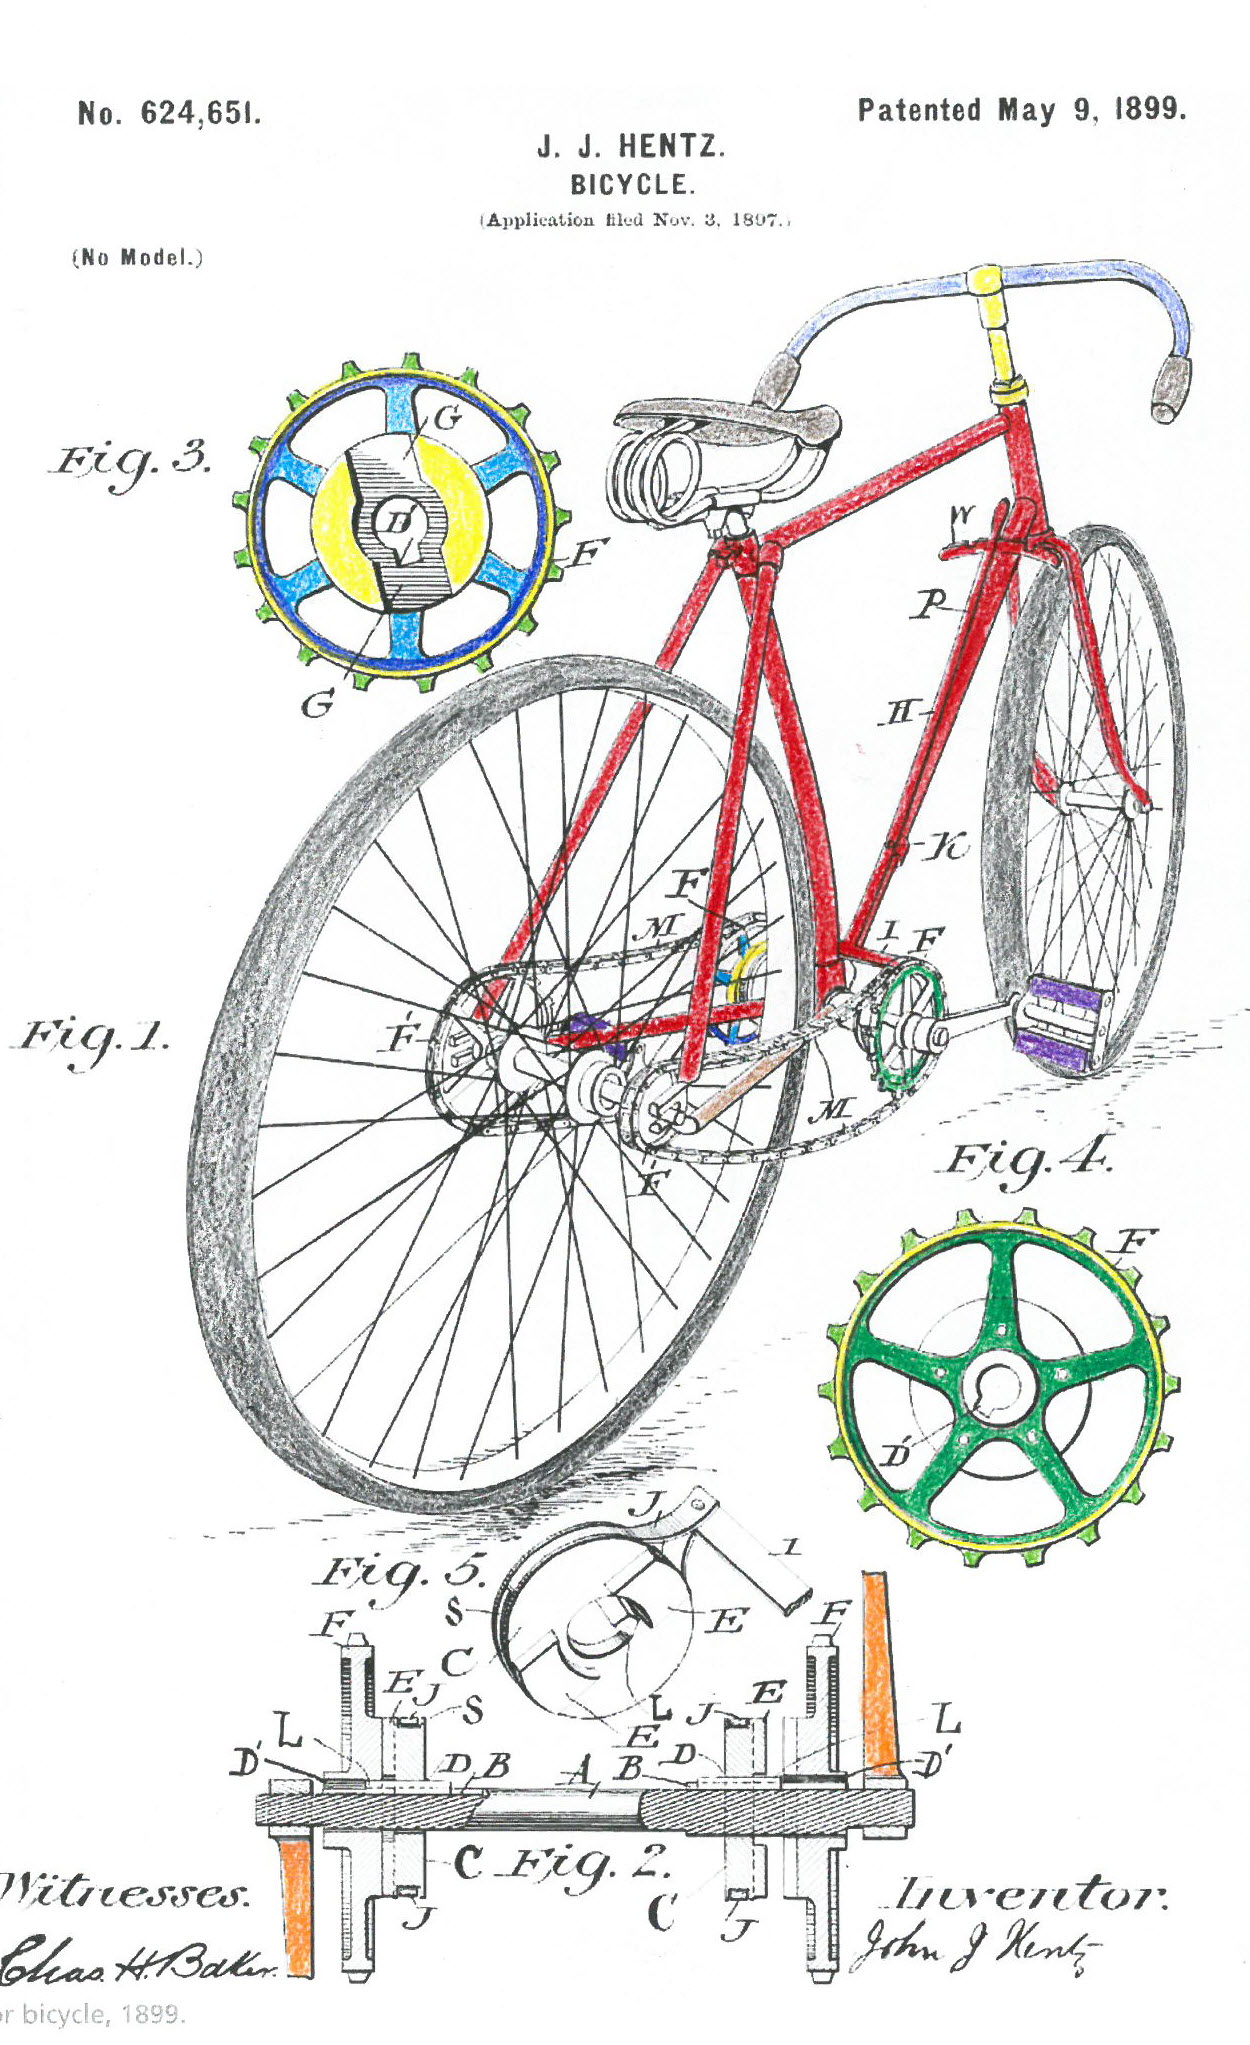 No. 624,651.
Patented May 9, 1899.
J. J. HENTZ.
BICYCLE.
(Application filed Nov. 3, 1897.)
(No Model.)
G
Fig. 3.
D'
F
W
P
G
H
K
F
M
I
F
Fig. 1.
F
M
Fig. 4.
F
F
D'
J
Fig. 5.
I
S
E
F
F
C
E
J
S
L
E
J
E
L
L
D'
D
B
A
B
D
D'
C
Fig. 2.
C
J
J
Witnesses.
Inventor.
Chas. H. Baker.
John J Hentz
or bicycle, 1899.